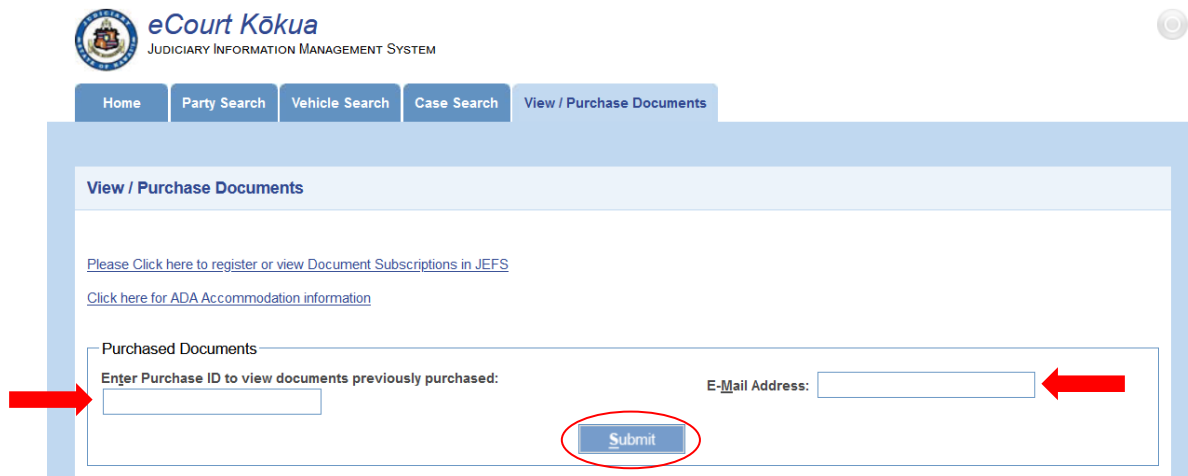 eCourt Kōkua
JUDICIARY INFORMATION MANAGEMENT SYSTEM
Home Party Search Vehicle Search Case Search View / Purchase Documents
View / Purchase Documents
Please Click here to register or view Document Subscriptions in JEFS
Click here for ADA Accommodation information
Purchased Documents
Enter Purchase ID to view documents previously purchased:
E-Mail Address:
Submit